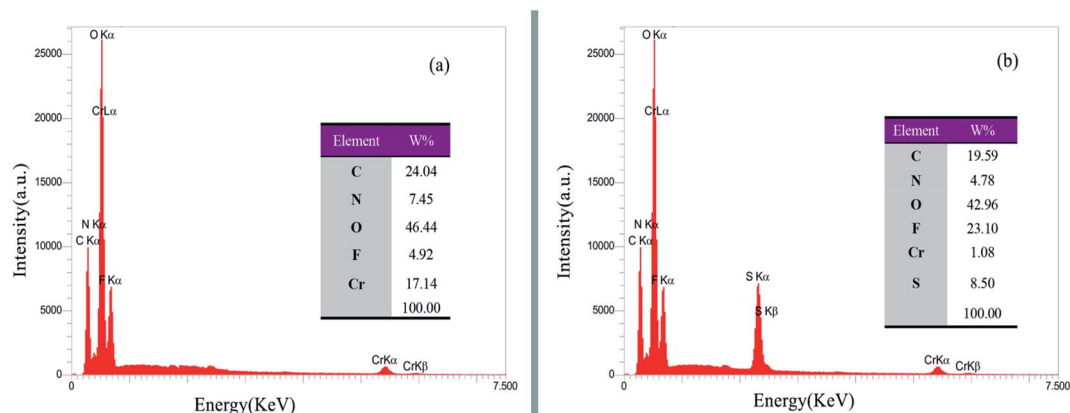 O Kα
25000
(a)
CrLα
20000
Element W%
C 24.04
N 7.45
O 46.44
F 4.92
Cr 17.14
100.00
15000
N Kα
C Kα
10000
F Kα
5000
CrKα
CrKβ
0
0
7.500
Intensity(a.u.)
Energy(KeV)
O Kα
25000
(b)
CrLα
20000
Element W%
C 19.59
N 4.78
O 42.96
F 23.10
Cr 1.08
S 8.50
100.00
15000
N Kα
C Kα
10000
F Kα
S Kα
S Kβ
5000
CrKα
CrKβ
0
0
7.500
Intensity(a.u.)
Energy(KeV)